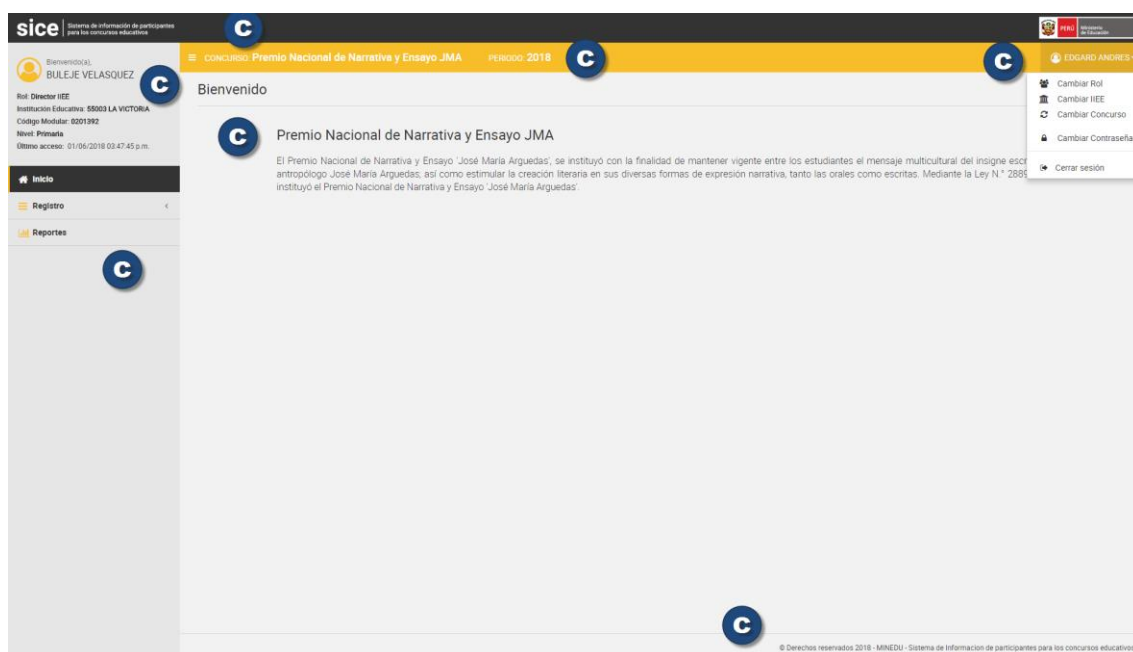 sice Sistema de información de participantes
para los concursos educativos
C
PERÚ Ministerio
de Educación
Bienvenido(a),
BULEJE VELASQUEZ
C
Rol: Director IIEE
Institución Educativa: 55003 LA VICTORIA
Código Modular: 0201392
Nivel: Primaria
Último acceso: 01/06/2018 03:47:45 p.m.
Inicio
Registro
Reportes
C
CONCURSO: Premio Nacional de Narrativa y Ensayo JMA PERIODO: 2018
C
C
EDGARD ANDRES
Cambiar Rol
Cambiar IIEE
Cambiar Concurso
Cambiar Contraseña
Cerrar sesión
Bienvenido
C
Premio Nacional de Narrativa y Ensayo JMA
El Premio Nacional de Narrativa y Ensayo 'José María Arguedas', se instituyó con la finalidad de mantener vigente entre los estudiantes el mensaje multicultural del insigne escr
antropólogo José María Arguedas, así como estimular la creación literaria en sus diversas formas de expresión narrativa, tanto las orales como escritas. Mediante la Ley N.° 2889
instituyó el Premio Nacional de Narrativa y Ensayo 'José María Arguedas'.
C
© Derechos reservados 2018 - MINEDU - Sistema de Informacion de participantes para los concursos educativos